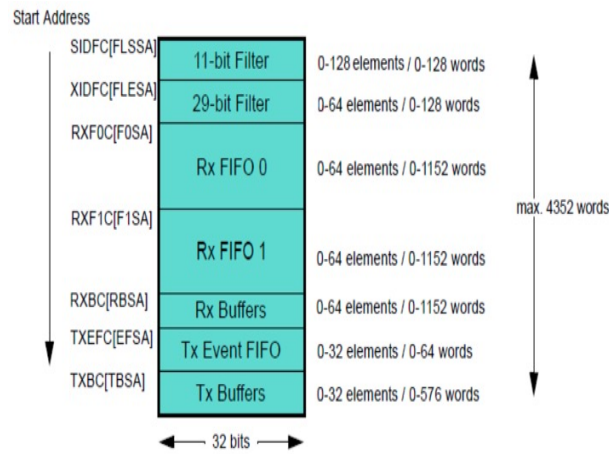 Start Address
SIDFC[FLSSA]
11-bit Filter
0-128 elements / 0-128 words
XIDFC[FLESA]
29-bit Filter
0-64 elements / 0-128 words
RXF0C[F0SA]
Rx FIFO 0
0-64 elements / 0-1152 words
max. 4352 words
RXF1C[F1SA]
Rx FIFO 1
0-64 elements / 0-1152 words
RXBC[RBSA]
Rx Buffers
0-64 elements / 0-1152 words
TXEFC[EFSA]
Tx Event FIFO
0-32 elements / 0-64 words
TXBC[TBSA]
Tx Buffers
0-32 elements / 0-576 words
32 bits